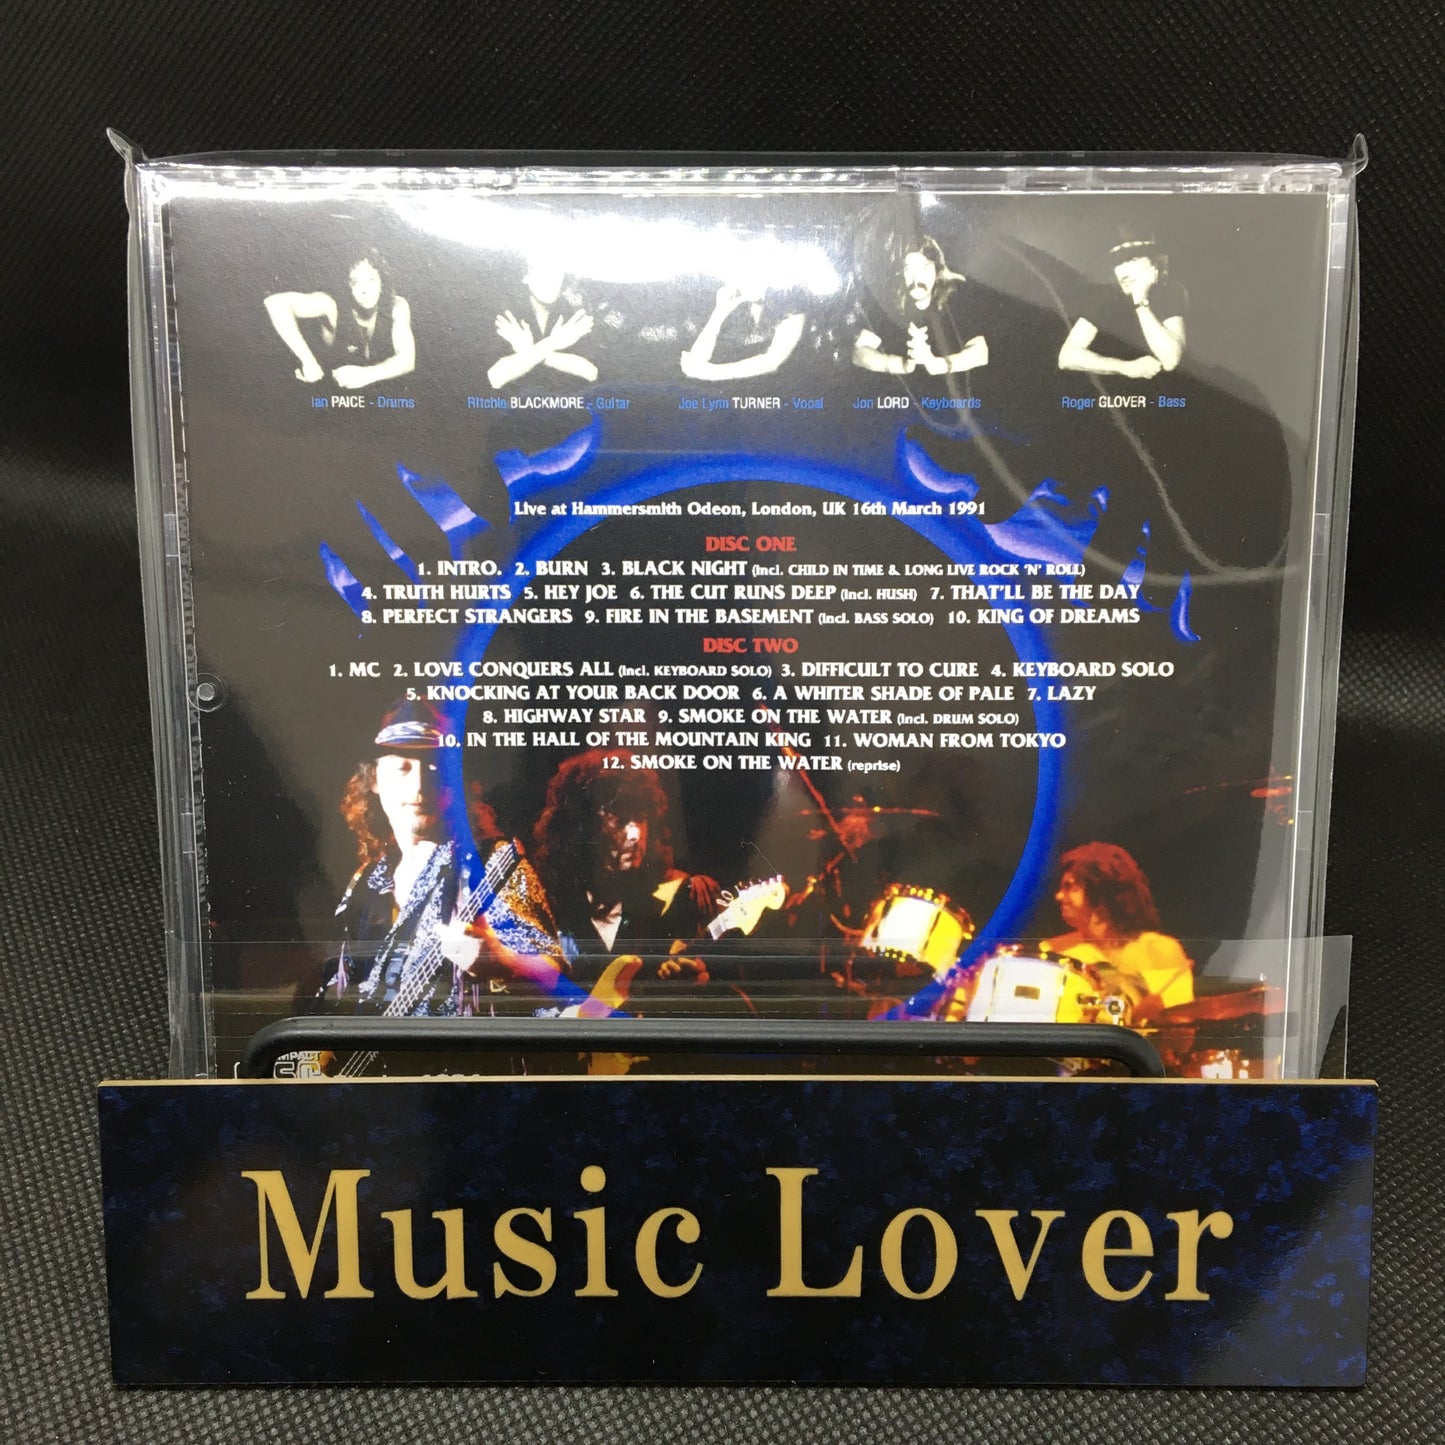 Ian PAICE - Drums
Ritchie BLACKMORE - Guitar
Joe Lynn TURNER - Vocal
Jon LORD - Keyboards
Roger GLOVER - Bass
Live at Hammersmith Odeon, London, UK 16th March 1991
DISC ONE
1. INTRO. 2. BURN 3. BLACK NIGHT (Incl. CHILD IN TIME & LONG LIVE ROCK 'N' ROLL)
4. TRUTH HURTS 5. HEY JOE 6. THE CUT RUNS DEEP (Incl. HUSH) 7. THAT'LL BE THE DAY
8. PERFECT STRANGERS 9. FIRE IN THE BASEMENT (Incl. BASS SOLO) 10. KING OF DREAMS
DISC TWO
1. MC 2. LOVE CONQUERS ALL (Incl. KEYBOARD SOLO) 3. DIFFICULT TO CURE 4. KEYBOARD SOLO
5. KNOCKING AT YOUR BACK DOOR 6. A WHITER SHADE OF PALE 7. LAZY
8. HIGHWAY STAR 9. SMOKE ON THE WATER (Incl. DRUM SOLO)
10. IN THE HALL OF THE MOUNTAIN KING 11. WOMAN FROM TOKYO
12. SMOKE ON THE WATER (reprise)
Music Lover